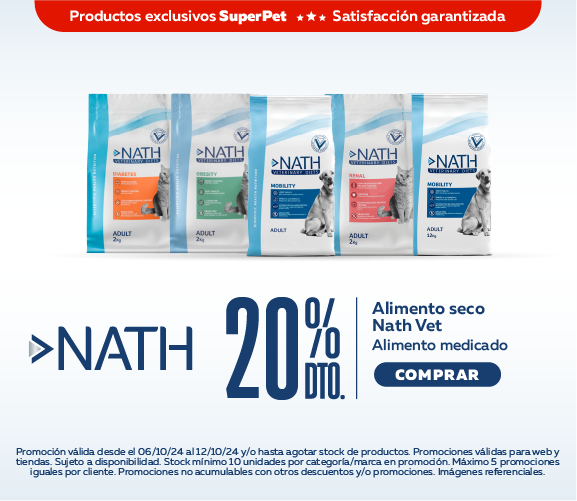 Productos exclusivos SuperPet ★★★ Satisfacción garantizada
NATH
VETERINARY DIETS
DIABETES
ADULT
2kg
NATH
VETERINARY DIETS
OBESITY
ADULT
2kg
NATH
VETERINARY DIETS
MOBILITY
ADULT
NATH
VETERINARY DIETS
RENAL
ADULT
2kg
NATH
VETERINARY DIETS
MOBILITY
ADULT
12kg
NATH
20% DTO.
Alimento seco
Nath Vet
Alimento medicado
COMPRAR
Promoción válida desde el 06/10/24 al 12/10/24 y/o hasta agotar stock de productos. Promociones válidas para web y
tiendas. Sujeto a disponibilidad. Stock mínimo 10 unidades por categoría/marca en promoción. Máximo 5 promociones
iguales por cliente. Promociones no acumulables con otros descuentos y/o promociones. Imágenes referenciales.